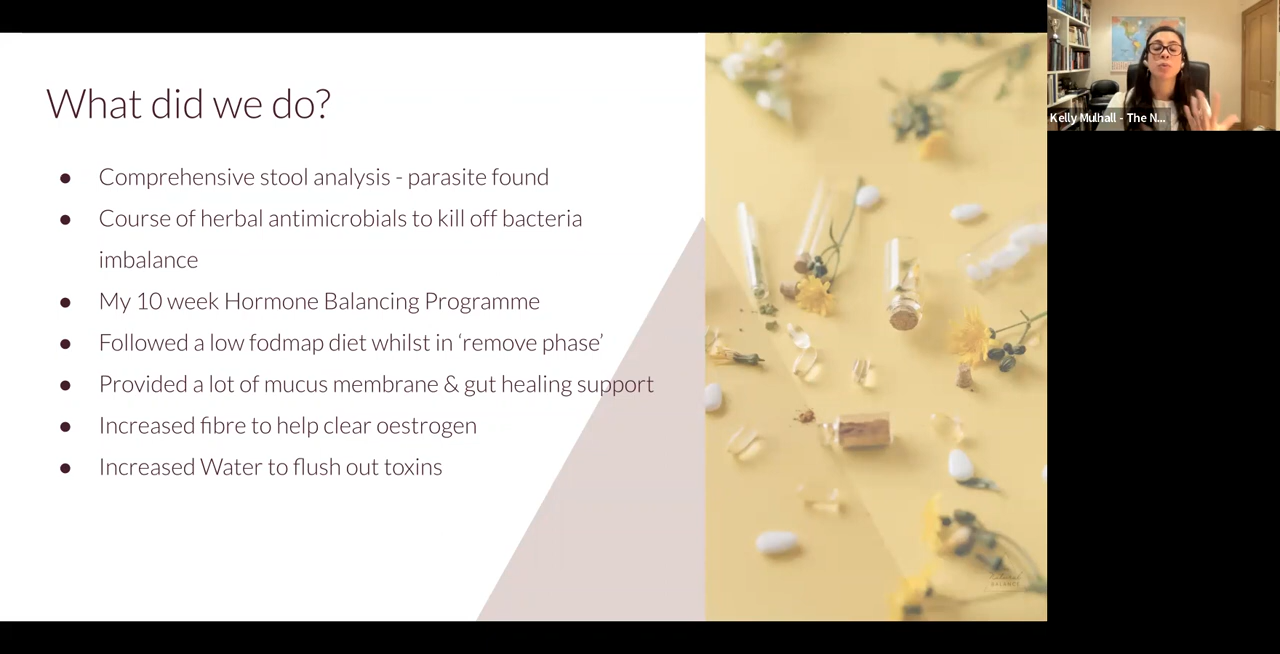 What did we do?
● Comprehensive stool analysis - parasite found
● Course of herbal antimicrobials to kill off bacteria
imbalance
● My 10 week Hormone Balancing Programme
● Followed a low fodmap diet whilst in ‘remove phase’
● Provided a lot of mucus membrane & gut healing support
● Increased fibre to help clear oestrogen
● Increased Water to flush out toxins
Kelly Mulhall - The N...
BALANCE